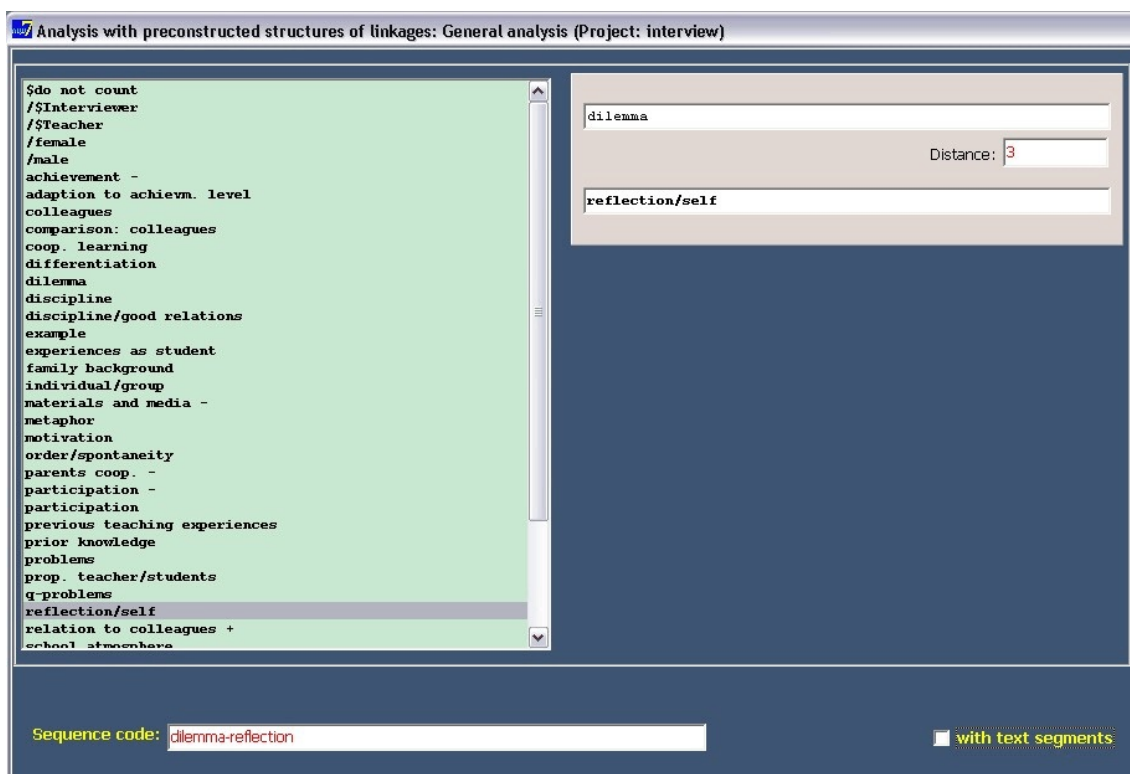 Analysis with preconstructed structures of linkages: General analysis (Project: interview)
$do not count
/$Interviewer
/$Teacher
/female
/male
achievement -
adaption to achievm. level
colleagues
comparison: colleagues
coop. learning
differentiation
dilemma
discipline
discipline/good relations
example
experiences as student
family background
individual/group
materials and media -
metaphor
motivation
order/spontaneity
parents coop. -
participation -
participation
previous teaching experiences
prior knowledge
problems
prop. teacher/students
q-problems
reflection/self
relation to colleagues +
school atmosphere
dilemma
Distance: 3
reflection/self
Sequence code: dilemma-reflection
with text segments